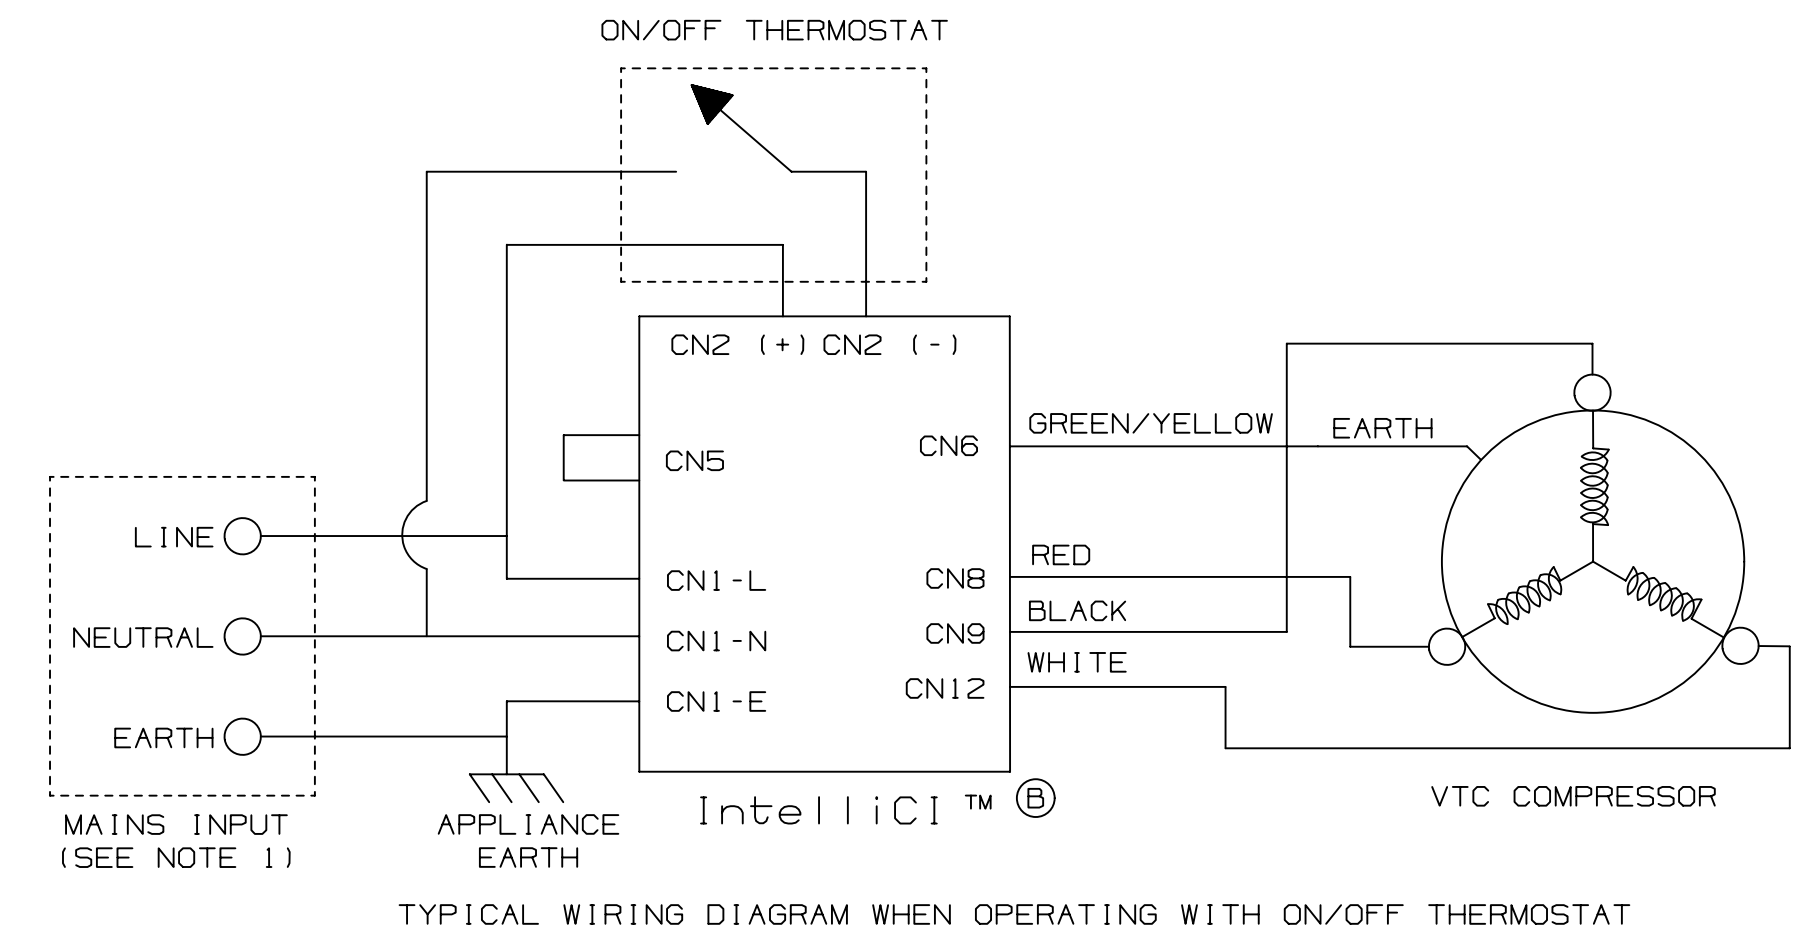 ON/OFF THERMOSTAT
CN2 (+) CN2 (-)
CN5
CN6
GREEN/YELLOW
EARTH
LINE
NEUTRAL
EARTH
MAINS INPUT
(SEE NOTE 1)
CN1-L
CN1-N
CN1-E
APPLIANCE
EARTH
CN8
RED
CN9
BLACK
CN12
WHITE
IntelliCI ™ B
VTC COMPRESSOR
TYPICAL WIRING DIAGRAM WHEN OPERATING WITH ON/OFF THERMOSTAT